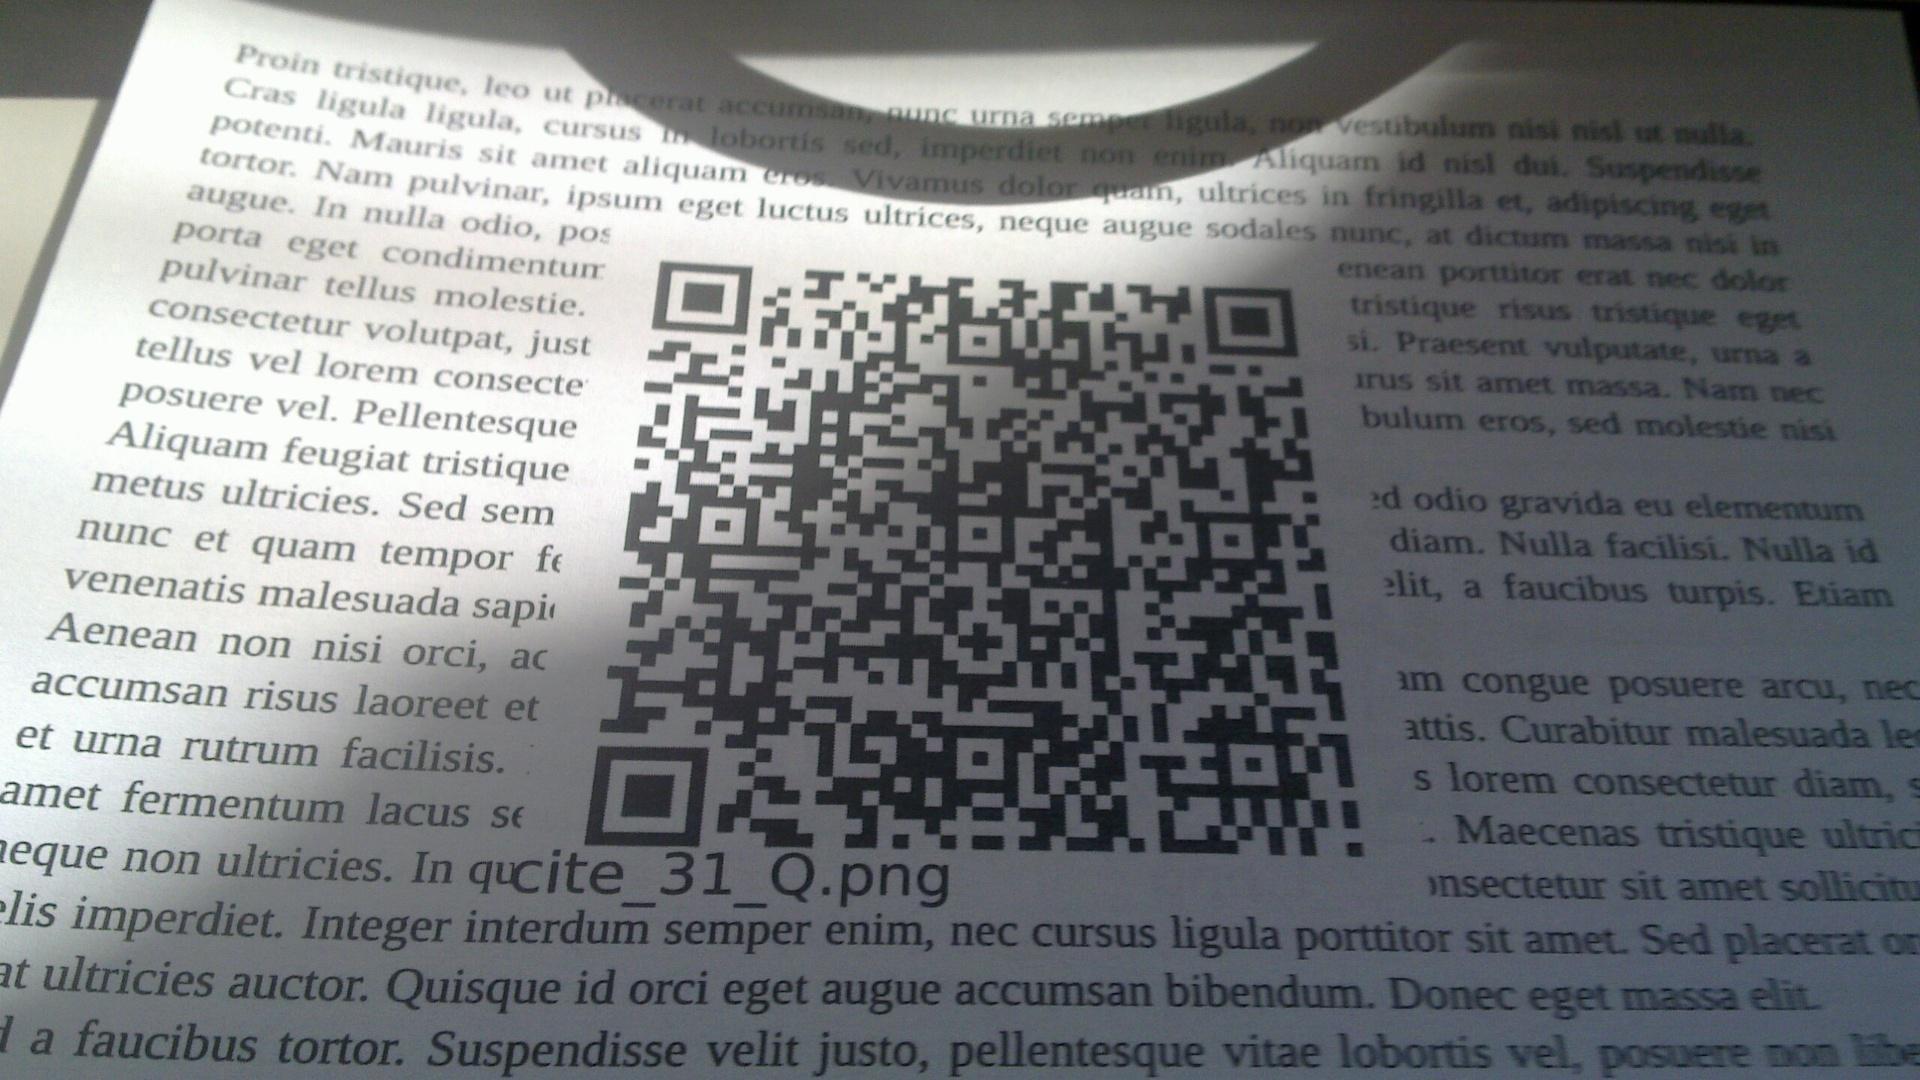 Proin tristique, leo ut placerat accumsan, nunc urna semper ligula, non vestibulum nisi nisl ut nulla.
Cras ligula ligula, cursus in lobortis sed, imperdiet non enim. Aliquam id nisl dui. Suspendisse
potenti. Mauris sit amet aliquam eros. Vivamus dolor quam, ultrices in fringilla et, adipiscing eget
tortor. Nam pulvinar, ipsum eget luctus ultrices, neque augue sodales nunc, at dictum massa nisi in
augue. In nulla odio, pos enean porttitor erat nec dolor
porta eget condimentum tristique risus tristique eget
pulvinar tellus molestie. si. Praesent vulputate, urna a
consectetur volutpat, just irus sit amet massa. Nam nec
tellus vel lorem consecte bulum eros, sed molestie nisi
posuere vel. Pellentesque
Aliquam feugiat tristique ed odio gravida eu elementum
metus ultricies. Sed sem diam. Nulla facilisi. Nulla id
nunc et quam tempor fe elit, a faucibus turpis. Etiam
venenatis malesuada sapi
Aenean non nisi orci, ac am congue posuere arcu, nec
accumsan risus laoreet et attis. Curabitur malesuada le
et urna rutrum facilisis. s lorem consectetur diam, s
amet fermentum lacus se . Maecenas tristique ultrici
neque non ultricies. In qu onsectetur sit amet sollicitu
cite_31_Q.png
elis imperdiet. Integer interdum semper enim, nec cursus ligula porttitor sit amet. Sed placerat or
at ultricies auctor. Quisque id orci eget augue accumsan bibendum. Donec eget massa elit.
d a faucibus tortor. Suspendisse velit justo, pellentesque vitae lobortis vel, posuere non libe